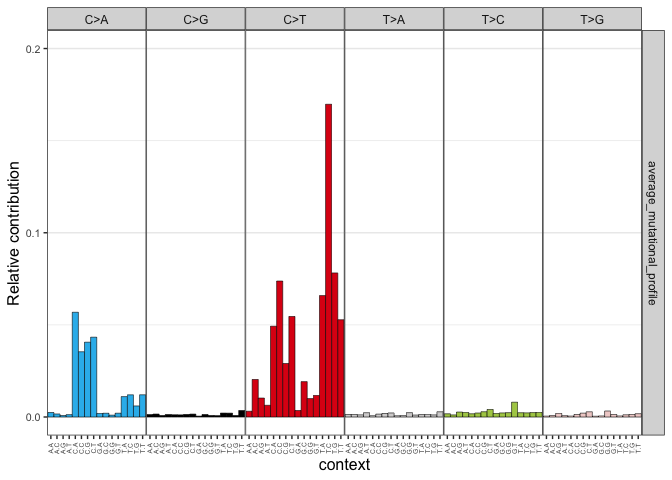 C>A C>G C>T T>A T>C T>G
0.2
0.1
0.0
Relative contribution
average_mutational_profile
A.A A.C A.G A.T C.A C.C C.G C.T G.A G.C G.G G.T T.A T.C T.G T.T A.A A.C A.G A.T C.A C.C C.G C.T G.A G.C G.G G.T T.A T.C T.G T.T A.A A.C A.G A.T C.A C.C C.G C.T G.A G.C G.G G.T T.A T.C T.G T.T A.A A.C A.G A.T C.A C.C C.G C.T G.A G.C G.G G.T T.A T.C T.G T.T A.A A.C A.G A.T C.A C.C C.G C.T G.A G.C G.G G.T T.A T.C T.G T.T A.A A.C A.G A.T C.A C.C C.G C.T G.A G.C G.G G.T T.A T.C T.G T.T
context